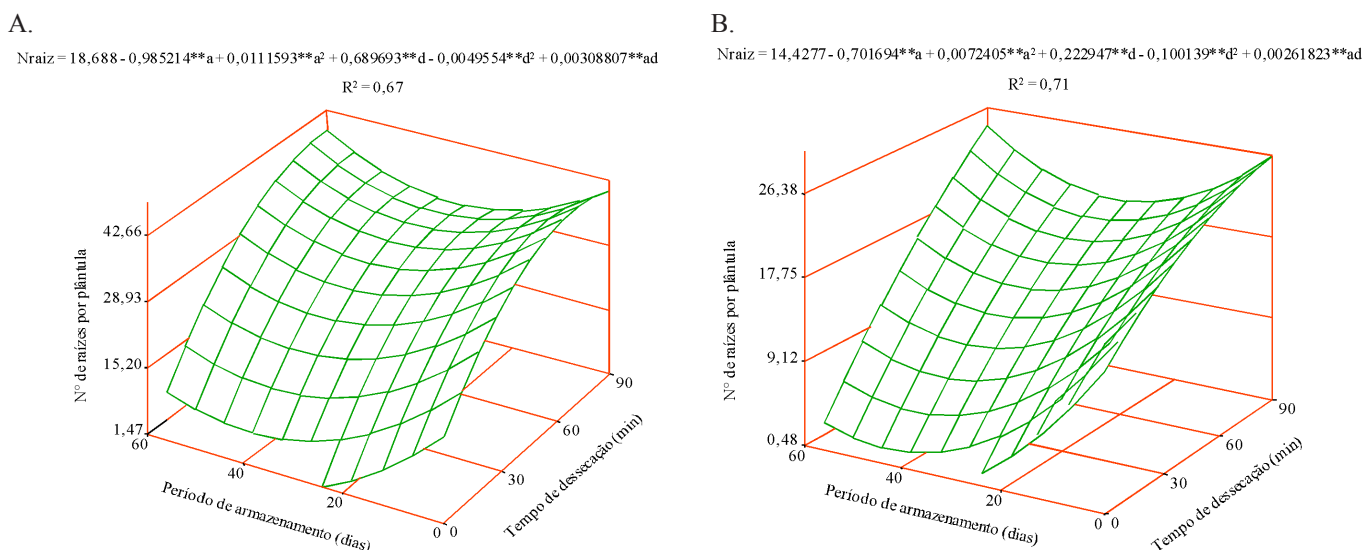 A.
Nraiz = 18,688 - 0,985214**a + 0,0111593**a² + 0,689693**d - 0,0049554**d² + 0,00308807**ad
R² = 0,67
N° de raízes por plântula
42,66
28,93
15,20
1,47
60
40
20
0
Período de armazenamento (dias)
0
30
60
90
Tempo de dessecação (min)
B.
Nraiz = 14,4277 - 0,701694**a + 0,0072405**a² + 0,222947**d - 0,100139**d² + 0,00261823**ad
R² = 0,71
N° de raízes por plântula
26,38
17,75
9,12
0,48
60
40
20
0
Período de armazenamento (dias)
0
30
60
90
Tempo de dessecação (min)